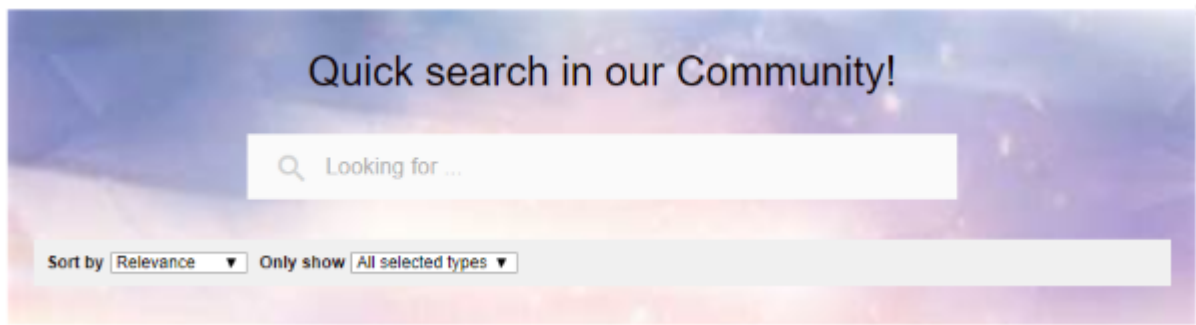 Quick search in our Community!
Looking for ...
Sort by Relevance ▼ Only show All selected types ▼